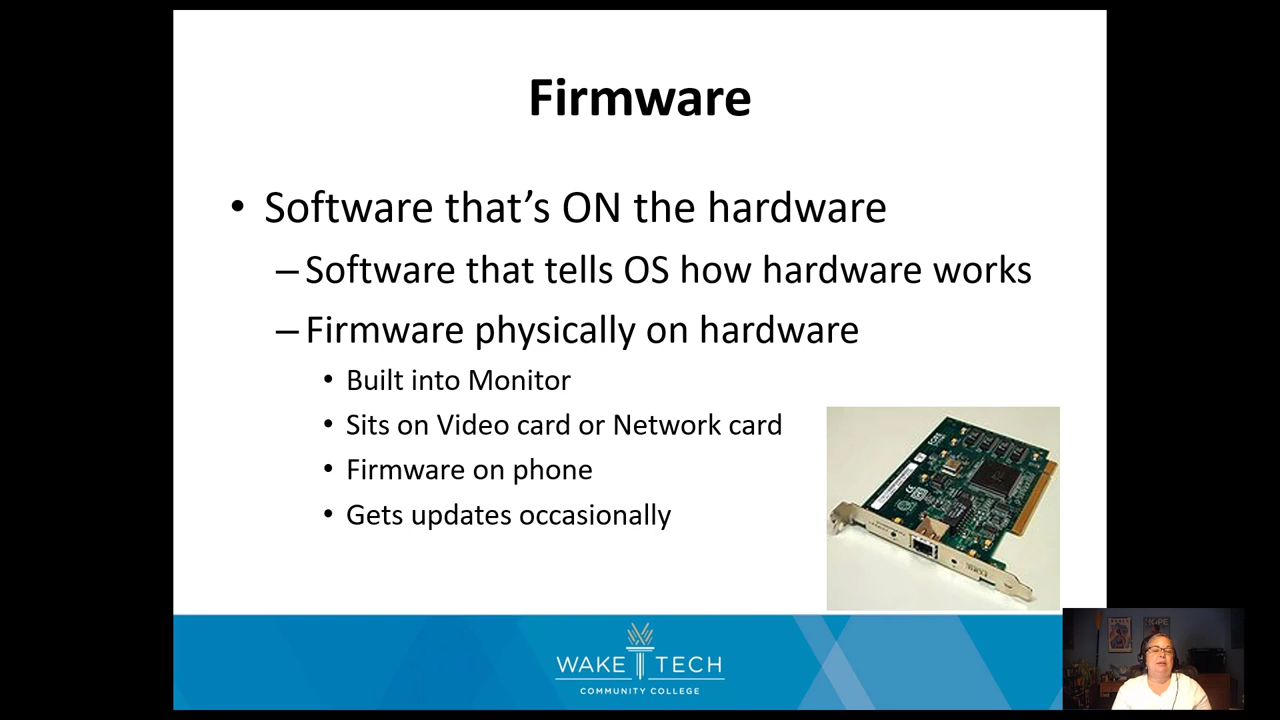 Firmware
• Software that’s ON the hardware
– Software that tells OS how hardware works
– Firmware physically on hardware
• Built into Monitor
• Sits on Video card or Network card
• Firmware on phone
• Gets updates occasionally
WAKE TECH
COMMUNITY COLLEGE
HOPE